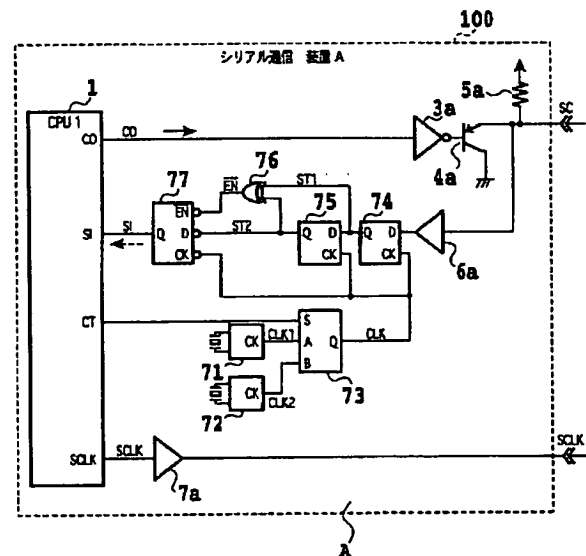 100
シリアル通信 装置A
1
CPU 1
CO
CO
3a
5a
4a
77
76
EN
ST1
75
74
EN
Q
D
CK
ST2
Q
D
CK
Q
D
CK
6a
SI
SI
CT
S
A
B
Q
CLK
CK
CLK1
71
73
CK
CLK2
72
SCLK
SCLK
7a
SCLK
A